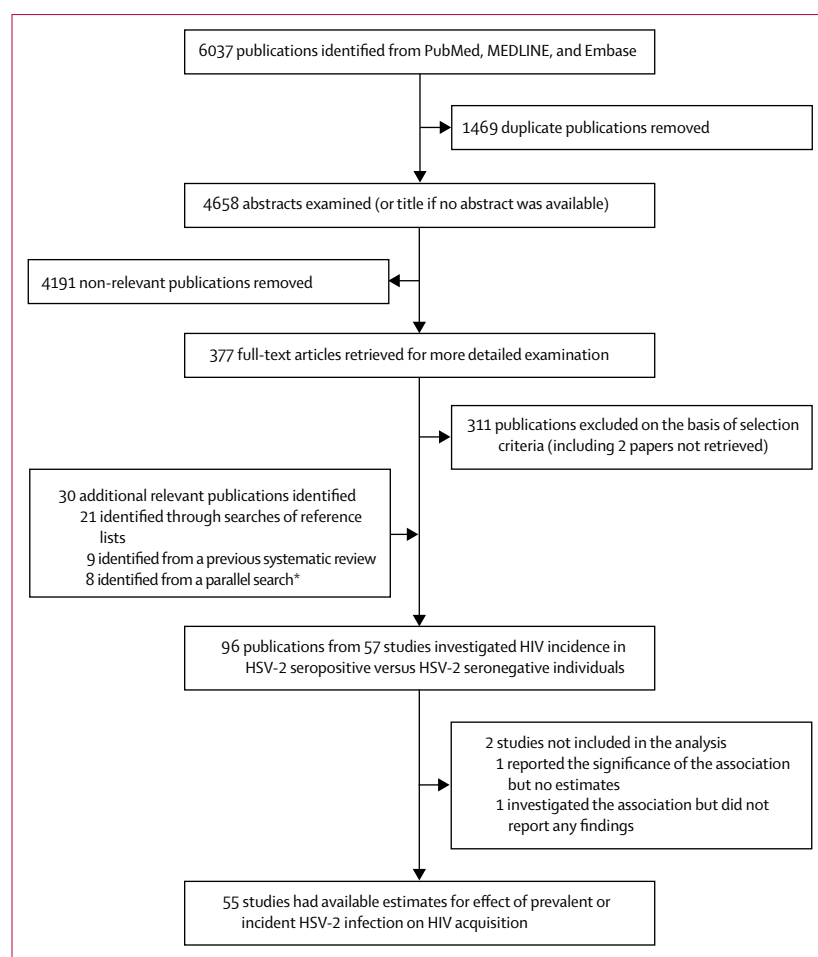 6037 publications identified from PubMed, MEDLINE, and Embase
1469 duplicate publications removed
4658 abstracts examined (or title if no abstract was available)
4191 non-relevant publications removed
377 full-text articles retrieved for more detailed examination
311 publications excluded on the basis of selection
criteria (including 2 papers not retrieved)
30 additional relevant publications identified
21 identified through searches of reference
lists
9 identified from a previous systematic review
8 identified from a parallel search*
96 publications from 57 studies investigated HIV incidence in
HSV-2 seropositive versus HSV-2 seronegative individuals
2 studies not included in the analysis
1 reported the significance of the association
but no estimates
1 investigated the association but did not
report any findings
55 studies had available estimates for effect of prevalent or
incident HSV-2 infection on HIV acquisition